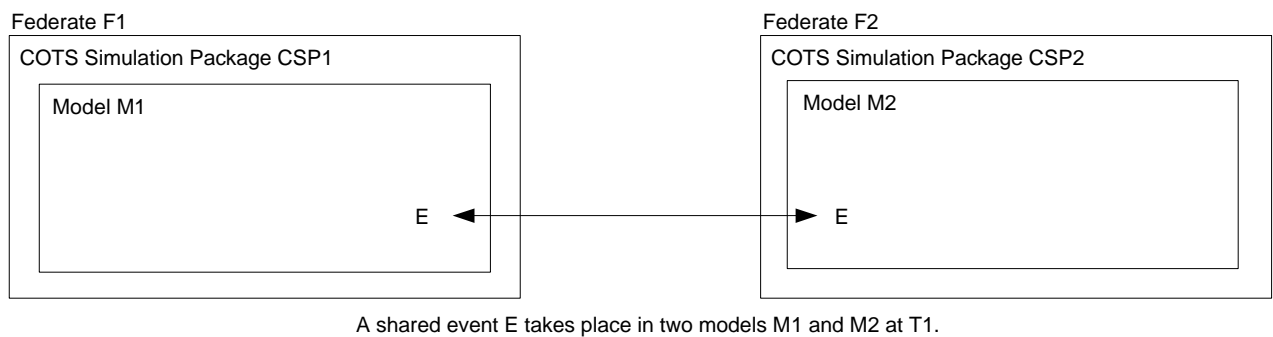 Federate F1
Federate F2
COTS Simulation Package CSP1
COTS Simulation Package CSP2
Model M1
Model M2
E
E
A shared event E takes place in two models M1 and M2 at T1.